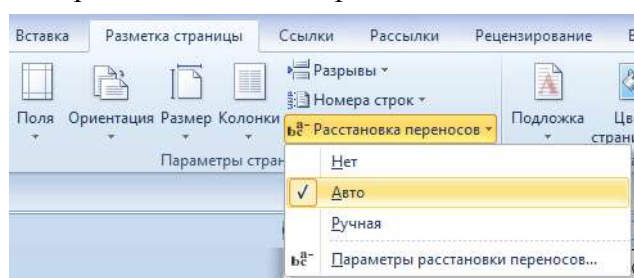 Вставка Разметка страницы Ссылки Рассылки Рецензирование
Разрывы
Номера строк
Поля Ориентация Размер Колонки Расстановка переносов Подложка
Параметры
Нет
Авто
Ручная
Параметры расстановки переносов...